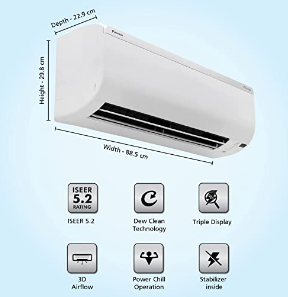 Depth - 22.9 cm
Height - 29.8 cm
Width - 88.5 cm
ISEER
5.2
RATING
ISEER 5.2
Dew Clean
Technology
Triple Display
3D
Airflow
Power Chill
Operation
Stabilizer
inside